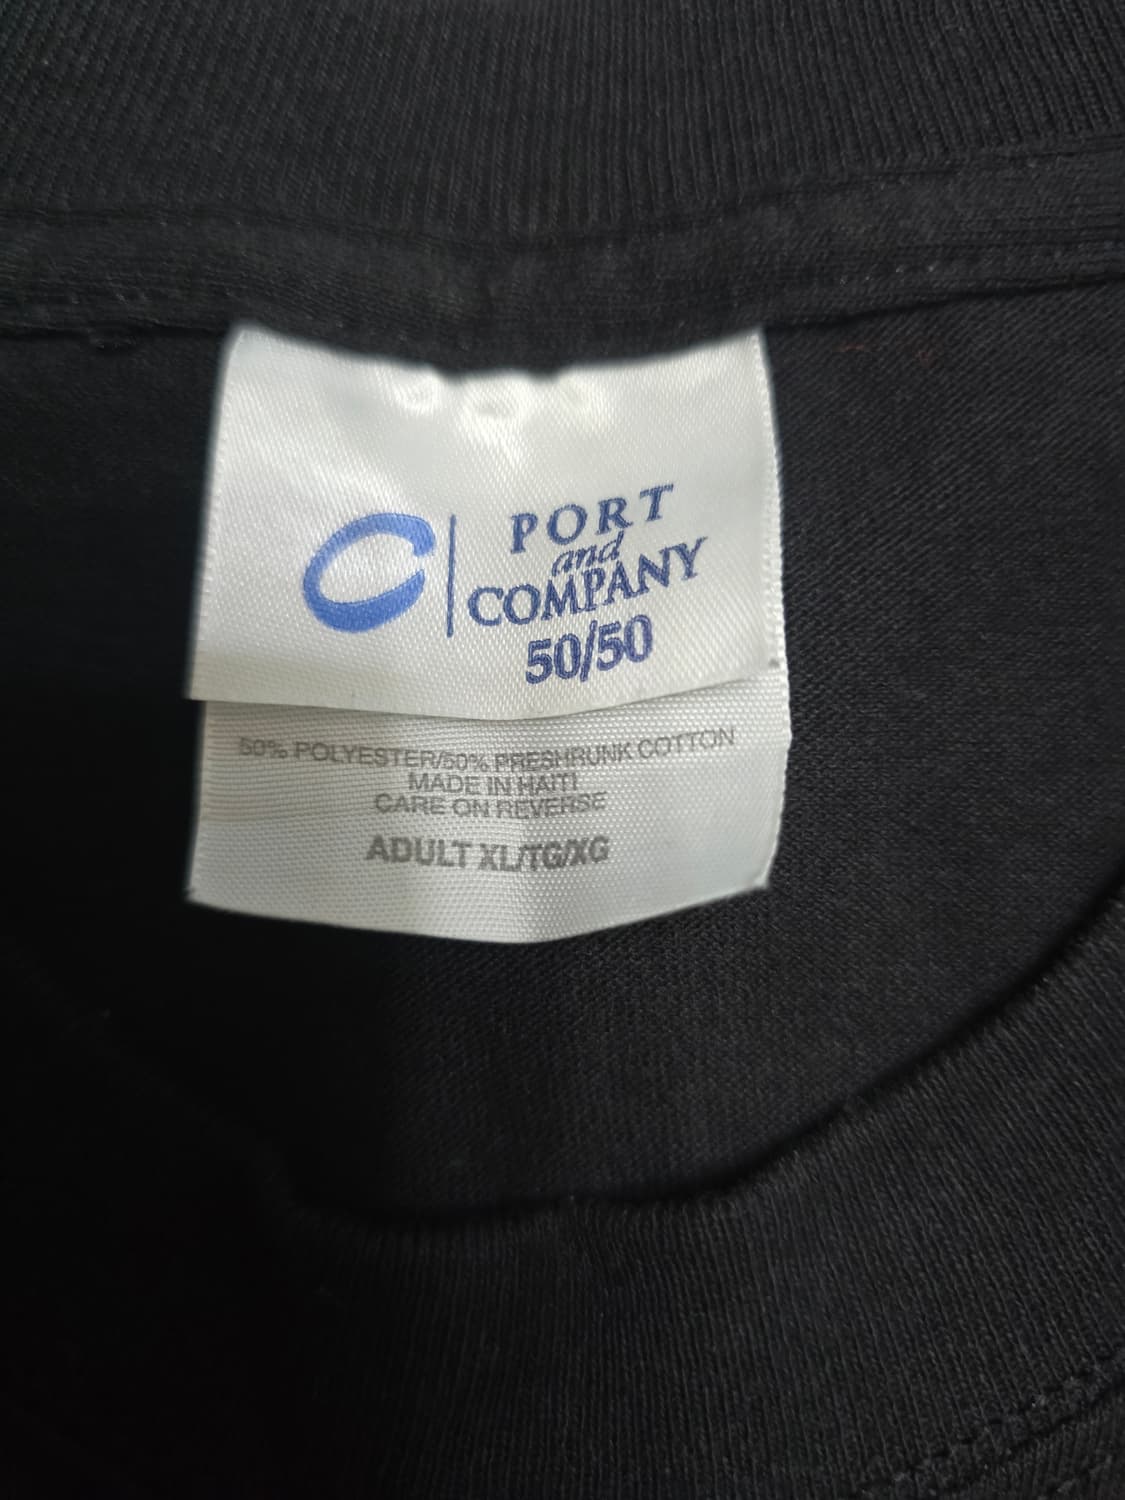 PORT
and
COMPANY
50/50
50% POLYESTER/50% PRESHRUNK COTTON
MADE IN HAITI
CARE ON REVERSE
ADULT XL/TG/XG